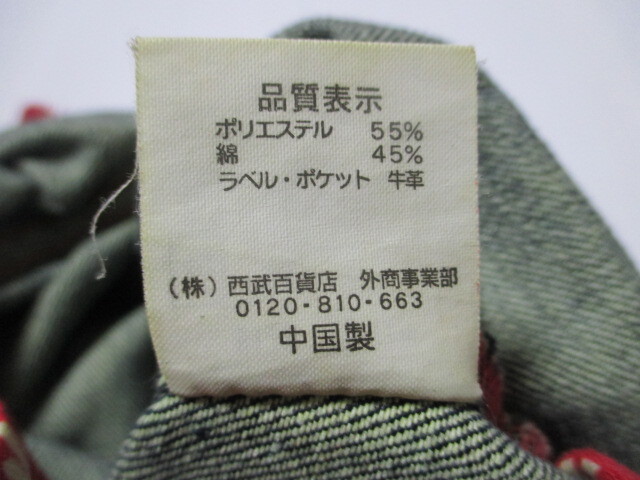 品質表示
ポリエステル 55%
綿 45%
ラベル・ポケット 牛革
(株) 西武百貨店 外商事業部
0120-810-663
中国製